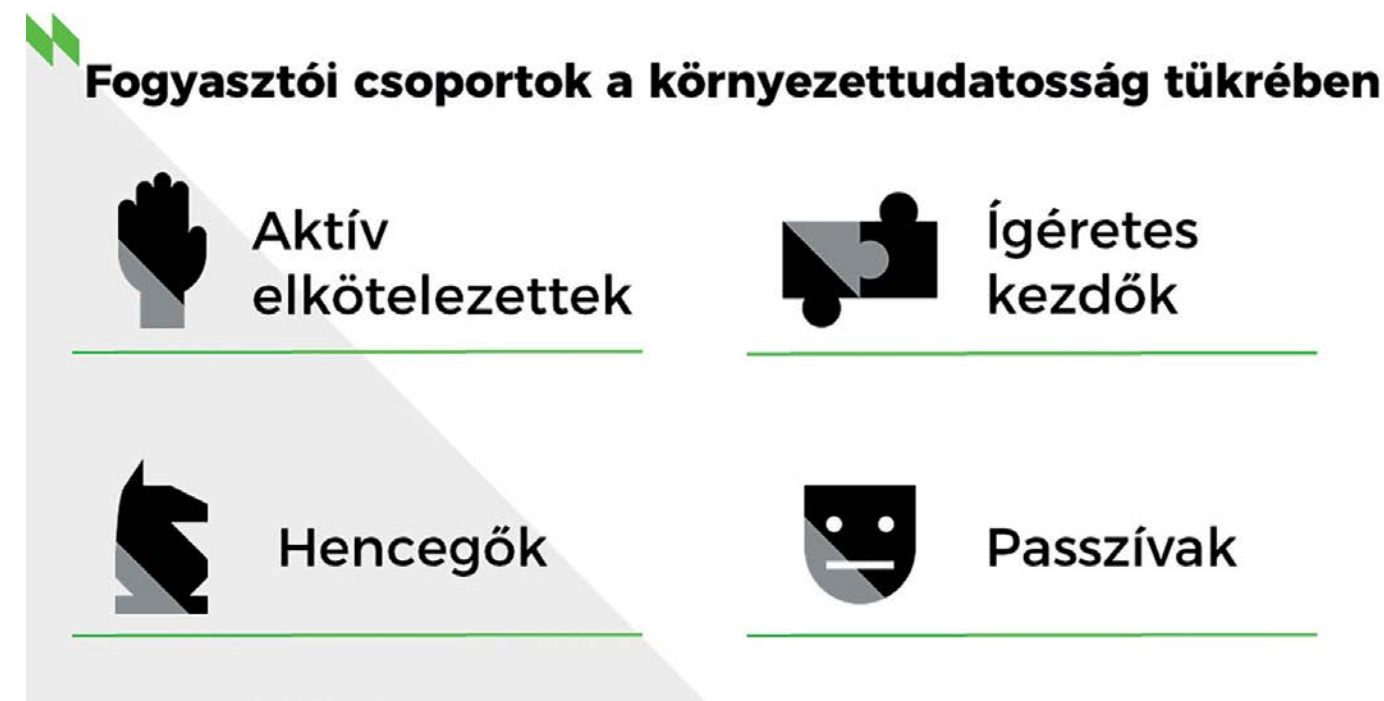 Fogyasztói csoportok a környezettudatosság tükrében
Aktív
elkötelezettek
Ígéretes
kezdők
Hencegők
Passzívak